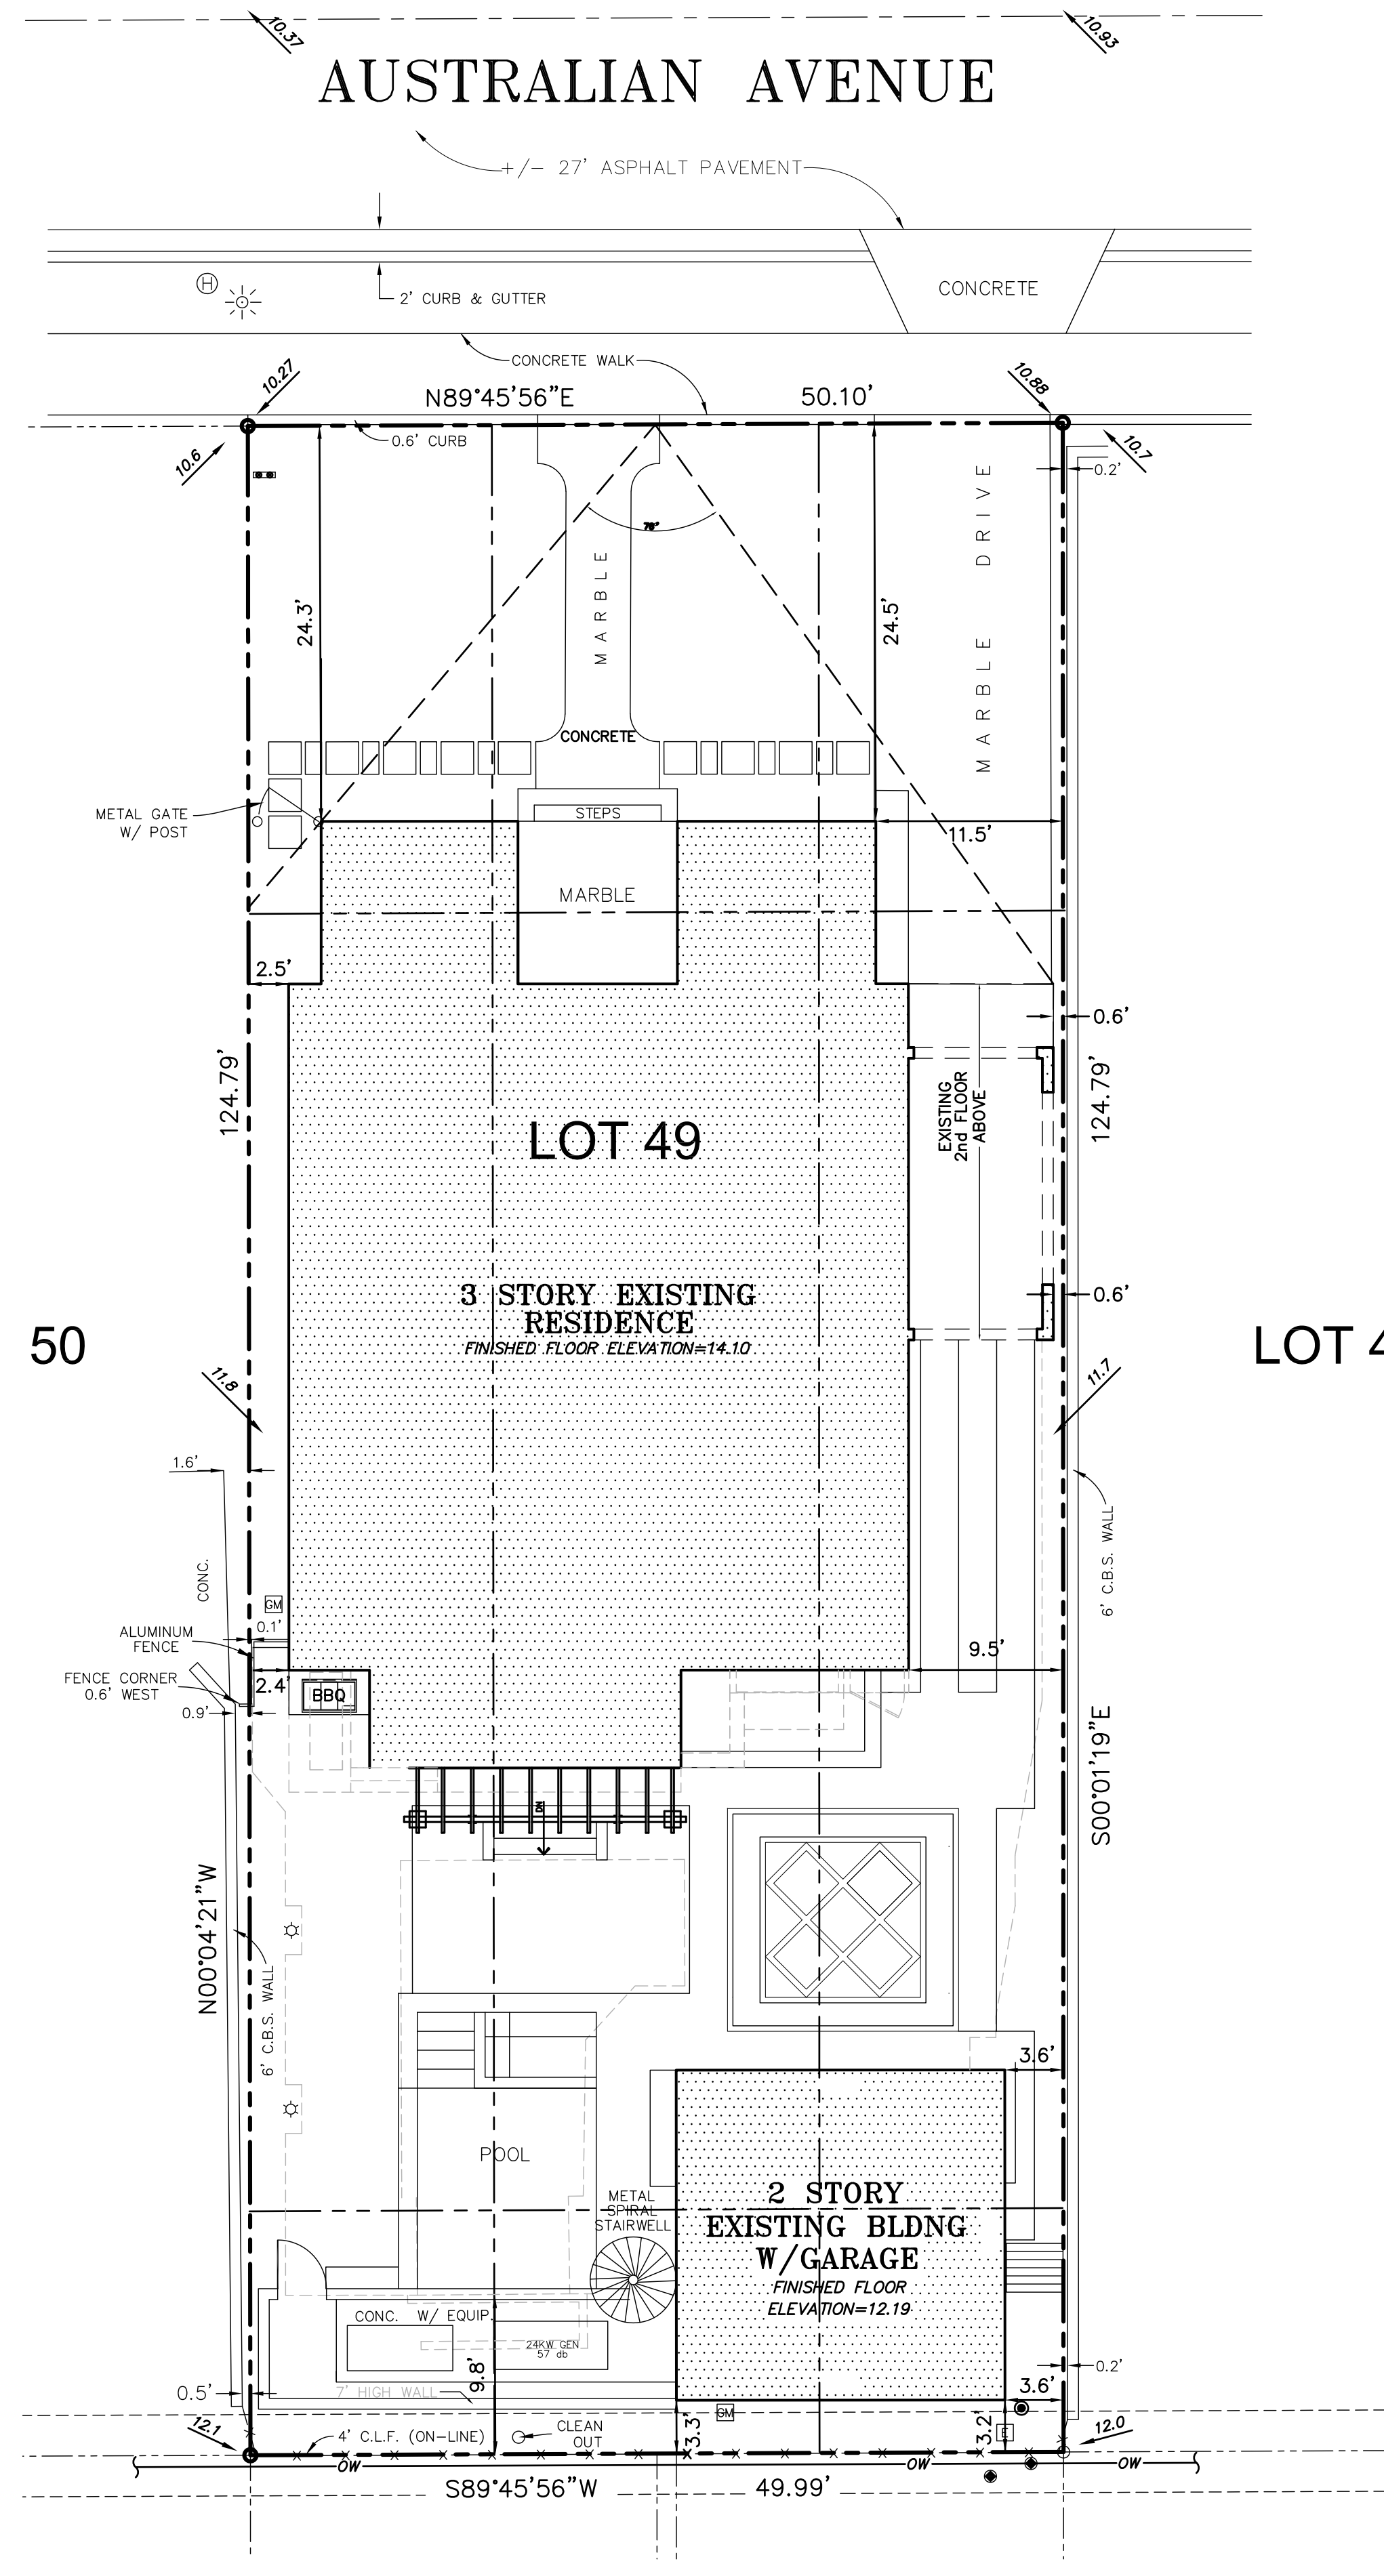 10.37
10.93
AUSTRALIAN AVENUE
+/- 27' ASPHALT PAVEMENT
H
CONCRETE
2' CURB & GUTTER
CONCRETE WALK
10.27
10.88
N89°45'56"E
50.10'
0.6' CURB
10.6
10.7
0.2'
76°
24.3'
MARBLE
24.5'
MARBLE DRIVE
CONCRETE
METAL GATE
W/ POST
STEPS
11.5'
MARBLE
2.5'
0.6'
124.79'
EXISTING
2nd FLOOR
ABOVE
124.79'
LOT 49
3 STORY EXISTING
RESIDENCE
FINISHED FLOOR ELEVATION=14.10
0.6'
50
LOT 4
11.8
11.7
1.6'
CONC.
6' C.B.S. WALL
GM
0.1'
ALUMINUM
FENCE
FENCE CORNER
0.6' WEST
2.4'
BBQ
9.5'
0.9'
S00°01'19"E
DN
N00°04'21"W
6' C.B.S. WALL
3.6'
POOL
METAL
SPIRAL
STAIRWELL
2 STORY
EXISTING BLDNG
W/GARAGE
FINISHED FLOOR
ELEVATION=12.19
CONC. W/ EQUIP.
24KW GEN
57 db
9.8'
0.2'
0.5'
7' HIGH WALL
3.6'
GM
3.3'
3.2'
E
12.1
4' C.L.F. (ON-LINE)
CLEAN
OUT
12.0
OW
OW
OW
S89°45'56"W
49.99'